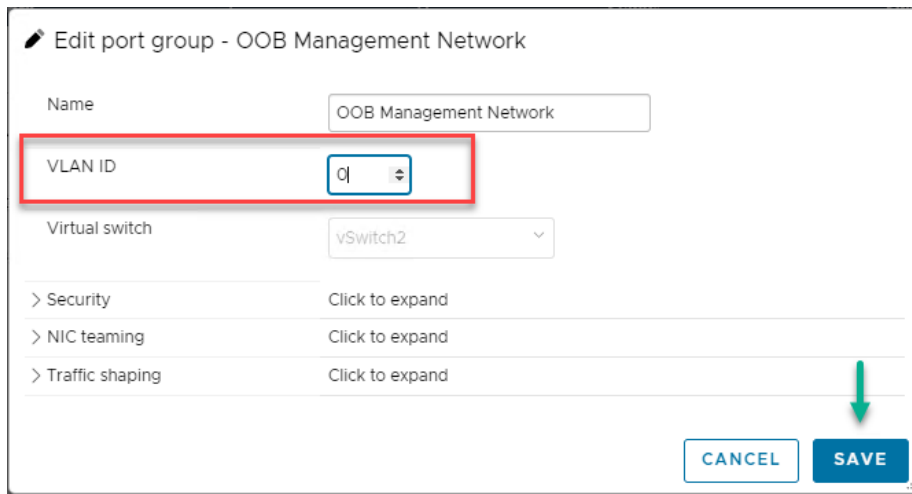 Edit port group - OOB Management Network
Name
OOB Management Network
VLAN ID
0
Virtual switch
vSwitch2
Security Click to expand
NIC teaming Click to expand
Traffic shaping Click to expand
CANCEL SAVE